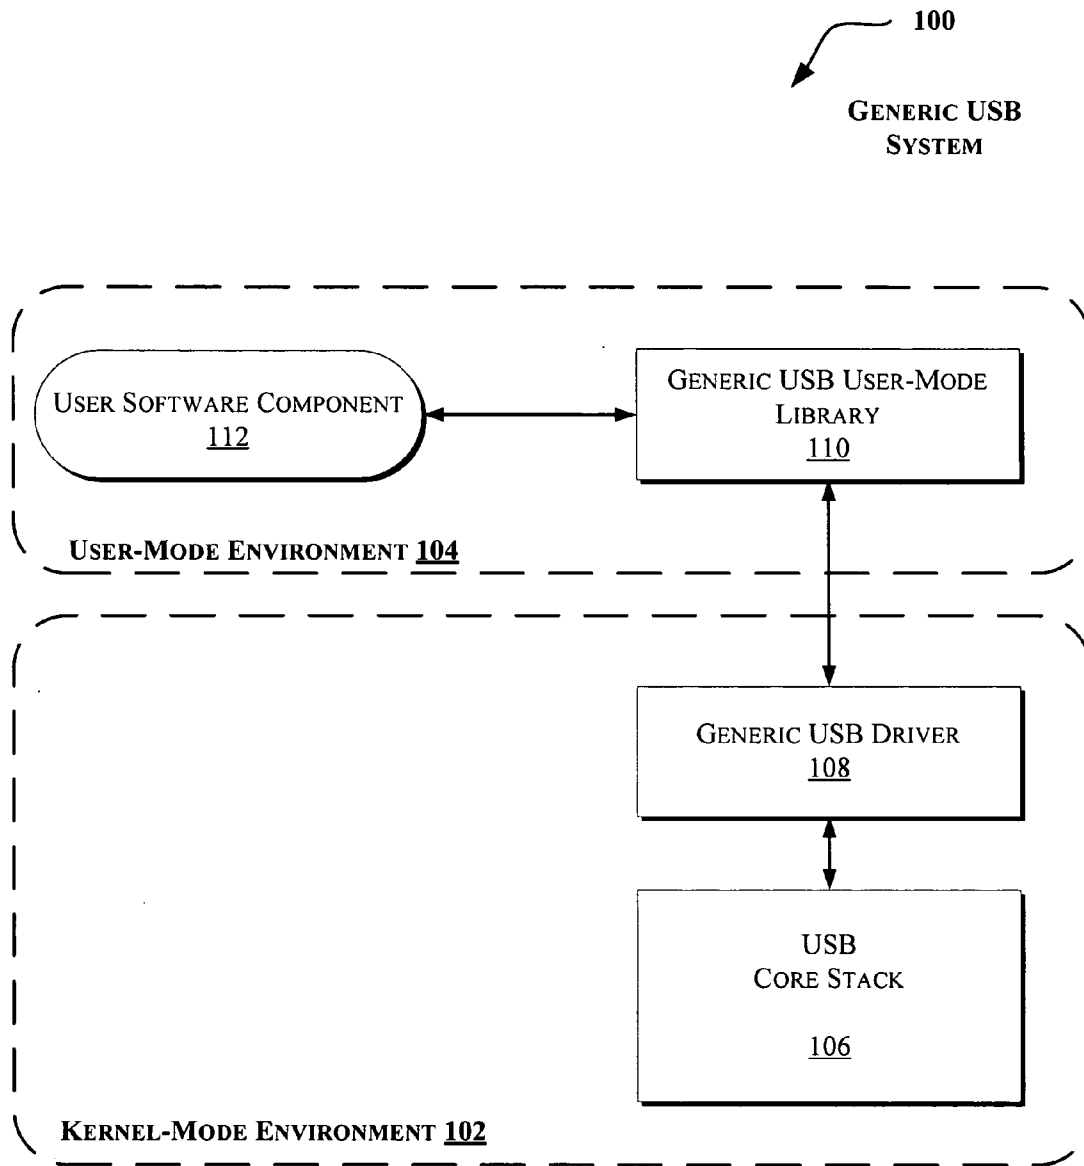 100
GENERIC USB
SYSTEM
USER SOFTWARE COMPONENT
112
GENERIC USB USER-MODE
LIBRARY
110
USER-MODE ENVIRONMENT 104
GENERIC USB DRIVER
108
USB
CORE STACK
106
KERNEL-MODE ENVIRONMENT 102